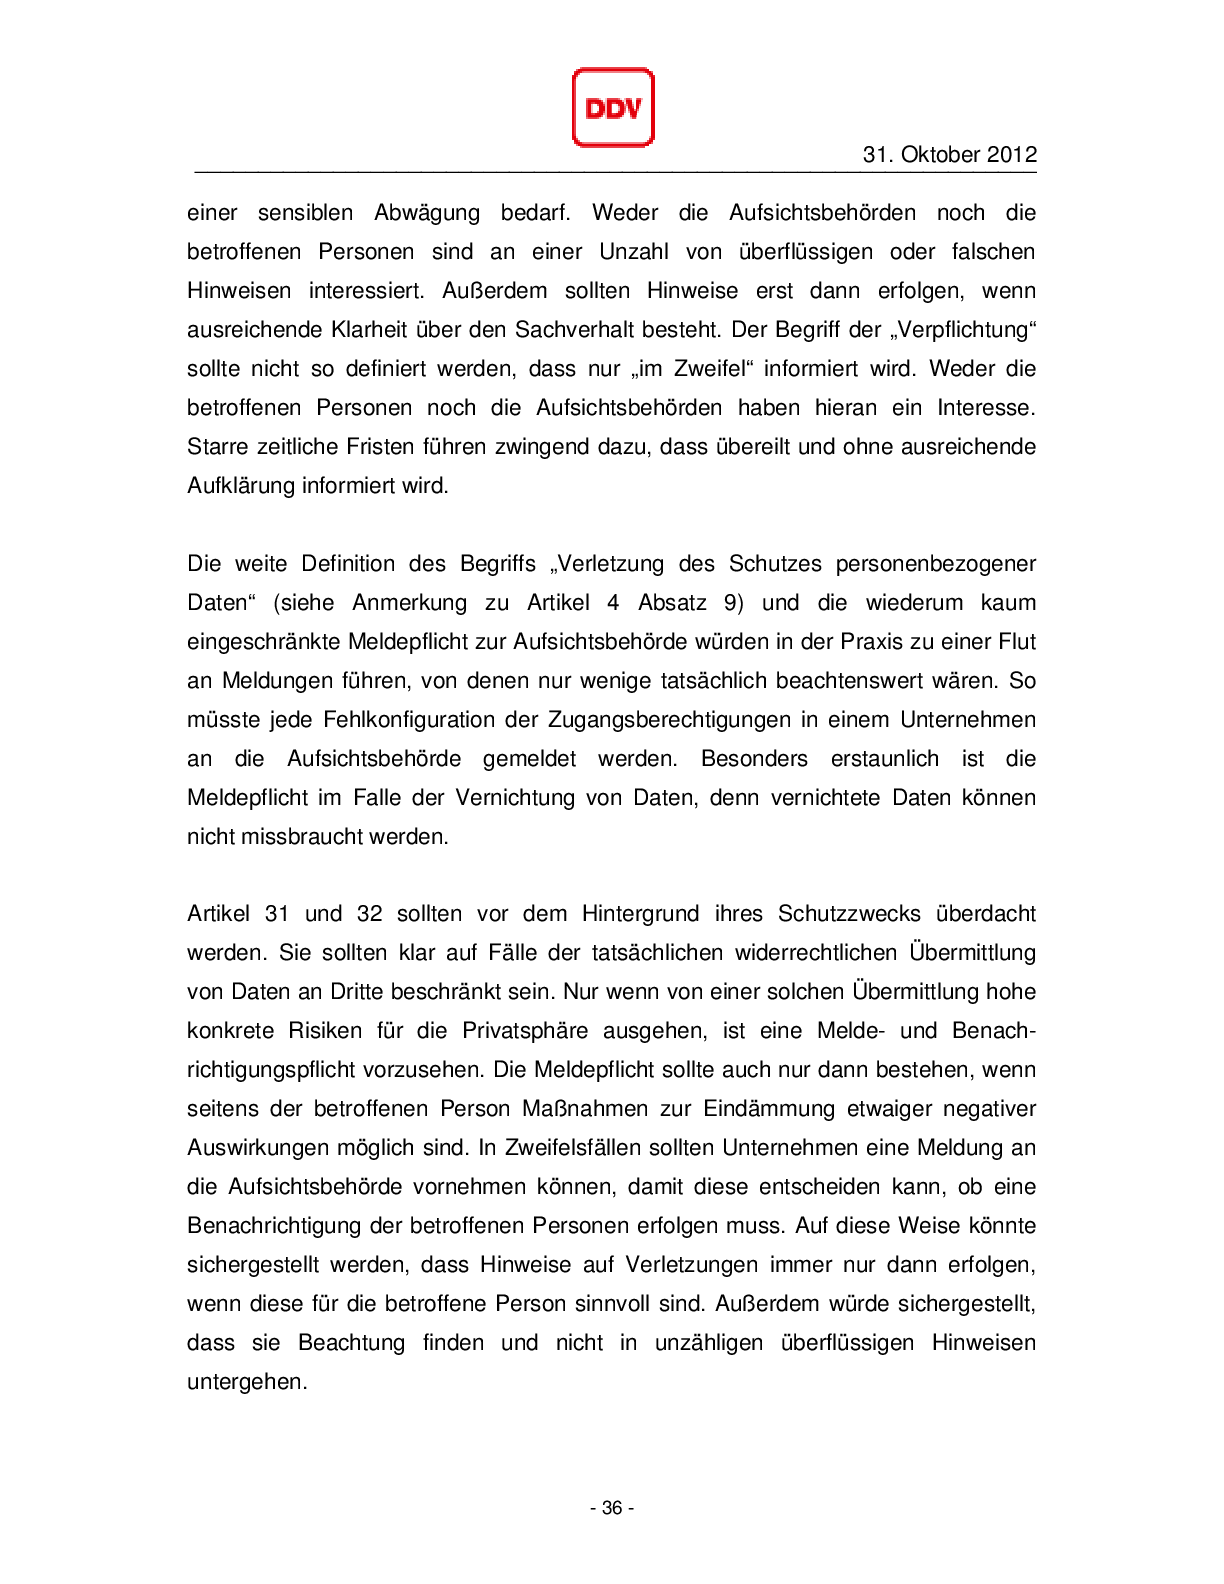 DDV
31. Oktober 2012
einer sensiblen Abwägung bedarf. Weder die Aufsichtsbehörden noch die
betroffenen Personen sind an einer Unzahl von überflüssigen oder falschen
Hinweisen interessiert. Außerdem sollten Hinweise erst dann erfolgen, wenn
ausreichende Klarheit über den Sachverhalt besteht. Der Begriff der „Verpflichtung“
sollte nicht so definiert werden, dass nur „im Zweifel“ informiert wird. Weder die
betroffenen Personen noch die Aufsichtsbehörden haben hieran ein Interesse.
Starre zeitliche Fristen führen zwingend dazu, dass übereilt und ohne ausreichende
Aufklärung informiert wird.
Die weite Definition des Begriffs „Verletzung des Schutzes personenbezogener
Daten“ (siehe Anmerkung zu Artikel 4 Absatz 9) und die wiederum kaum
eingeschränkte Meldepflicht zur Aufsichtsbehörde würden in der Praxis zu einer Flut
an Meldungen führen, von denen nur wenige tatsächlich beachtenswert wären. So
müsste jede Fehlkonfiguration der Zugangsberechtigungen in einem Unternehmen
an die Aufsichtsbehörde gemeldet werden. Besonders erstaunlich ist die
Meldepflicht im Falle der Vernichtung von Daten, denn vernichtete Daten können
nicht missbraucht werden.
Artikel 31 und 32 sollten vor dem Hintergrund ihres Schutzzwecks überdacht
werden. Sie sollten klar auf Fälle der tatsächlichen widerrechtlichen Übermittlung
von Daten an Dritte beschränkt sein. Nur wenn von einer solchen Übermittlung hohe
konkrete Risiken für die Privatsphäre ausgehen, ist eine Melde- und Benach-
richtigungspflicht vorzusehen. Die Meldepflicht sollte auch nur dann bestehen, wenn
seitens der betroffenen Person Maßnahmen zur Eindämmung etwaiger negativer
Auswirkungen möglich sind. In Zweifelsfällen sollten Unternehmen eine Meldung an
die Aufsichtsbehörde vornehmen können, damit diese entscheiden kann, ob eine
Benachrichtigung der betroffenen Personen erfolgen muss. Auf diese Weise könnte
sichergestellt werden, dass Hinweise auf Verletzungen immer nur dann erfolgen,
wenn diese für die betroffene Person sinnvoll sind. Außerdem würde sichergestellt,
dass sie Beachtung finden und nicht in unzähligen überflüssigen Hinweisen
untergehen.
- 36 -